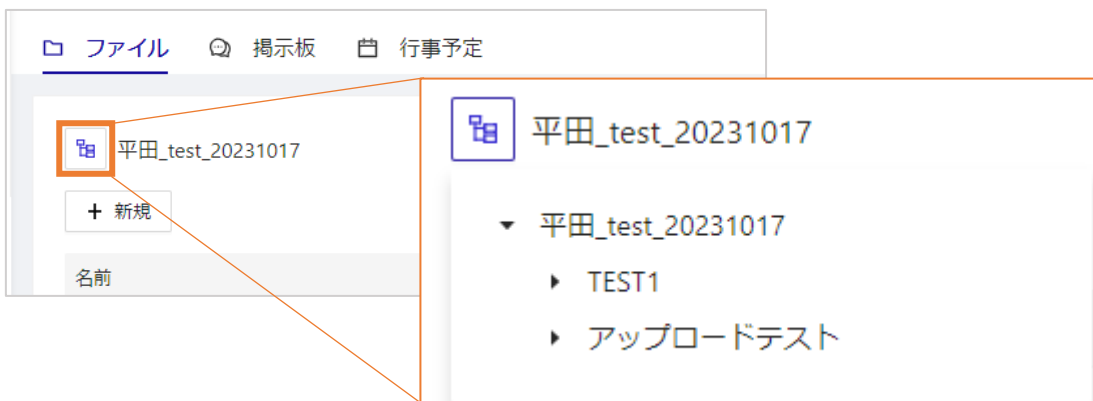 ファイル 掲示板 行事予定
平田_test_20231017
+ 新規
名前
平田_test_20231017
平田_test_20231017
TEST1
アップロードテスト